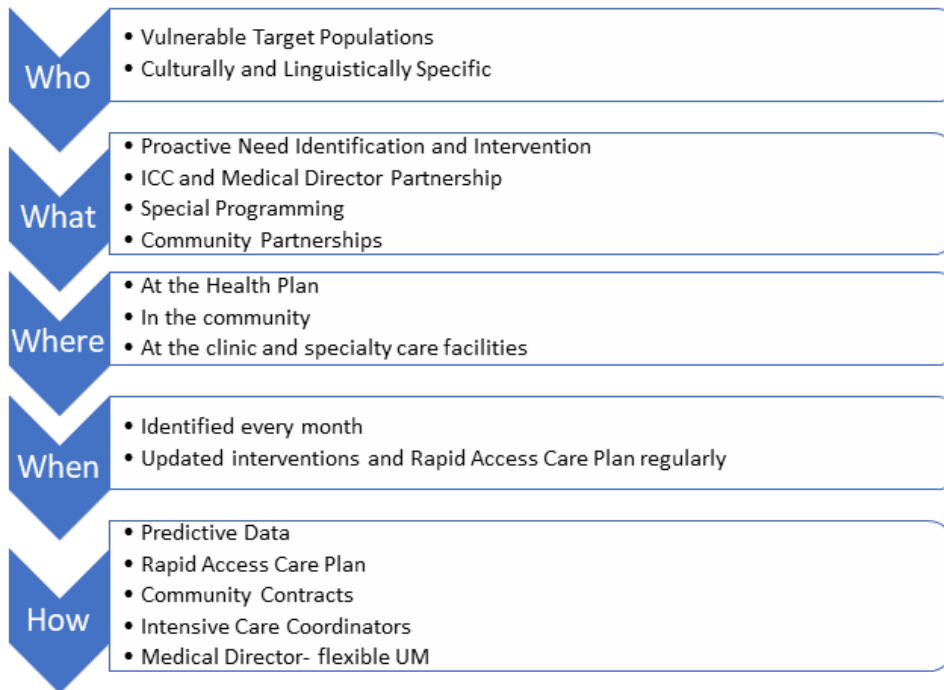 Who
• Vulnerable Target Populations
• Culturally and Linguistically Specific
What
• Proactive Need Identification and Intervention
• ICC and Medical Director Partnership
• Special Programming
• Community Partnerships
Where
• At the Health Plan
• In the community
• At the clinic and specialty care facilities
When
• Identified every month
• Updated interventions and Rapid Access Care Plan regularly
How
• Predictive Data
• Rapid Access Care Plan
• Community Contracts
• Intensive Care Coordinators
• Medical Director- flexible UM